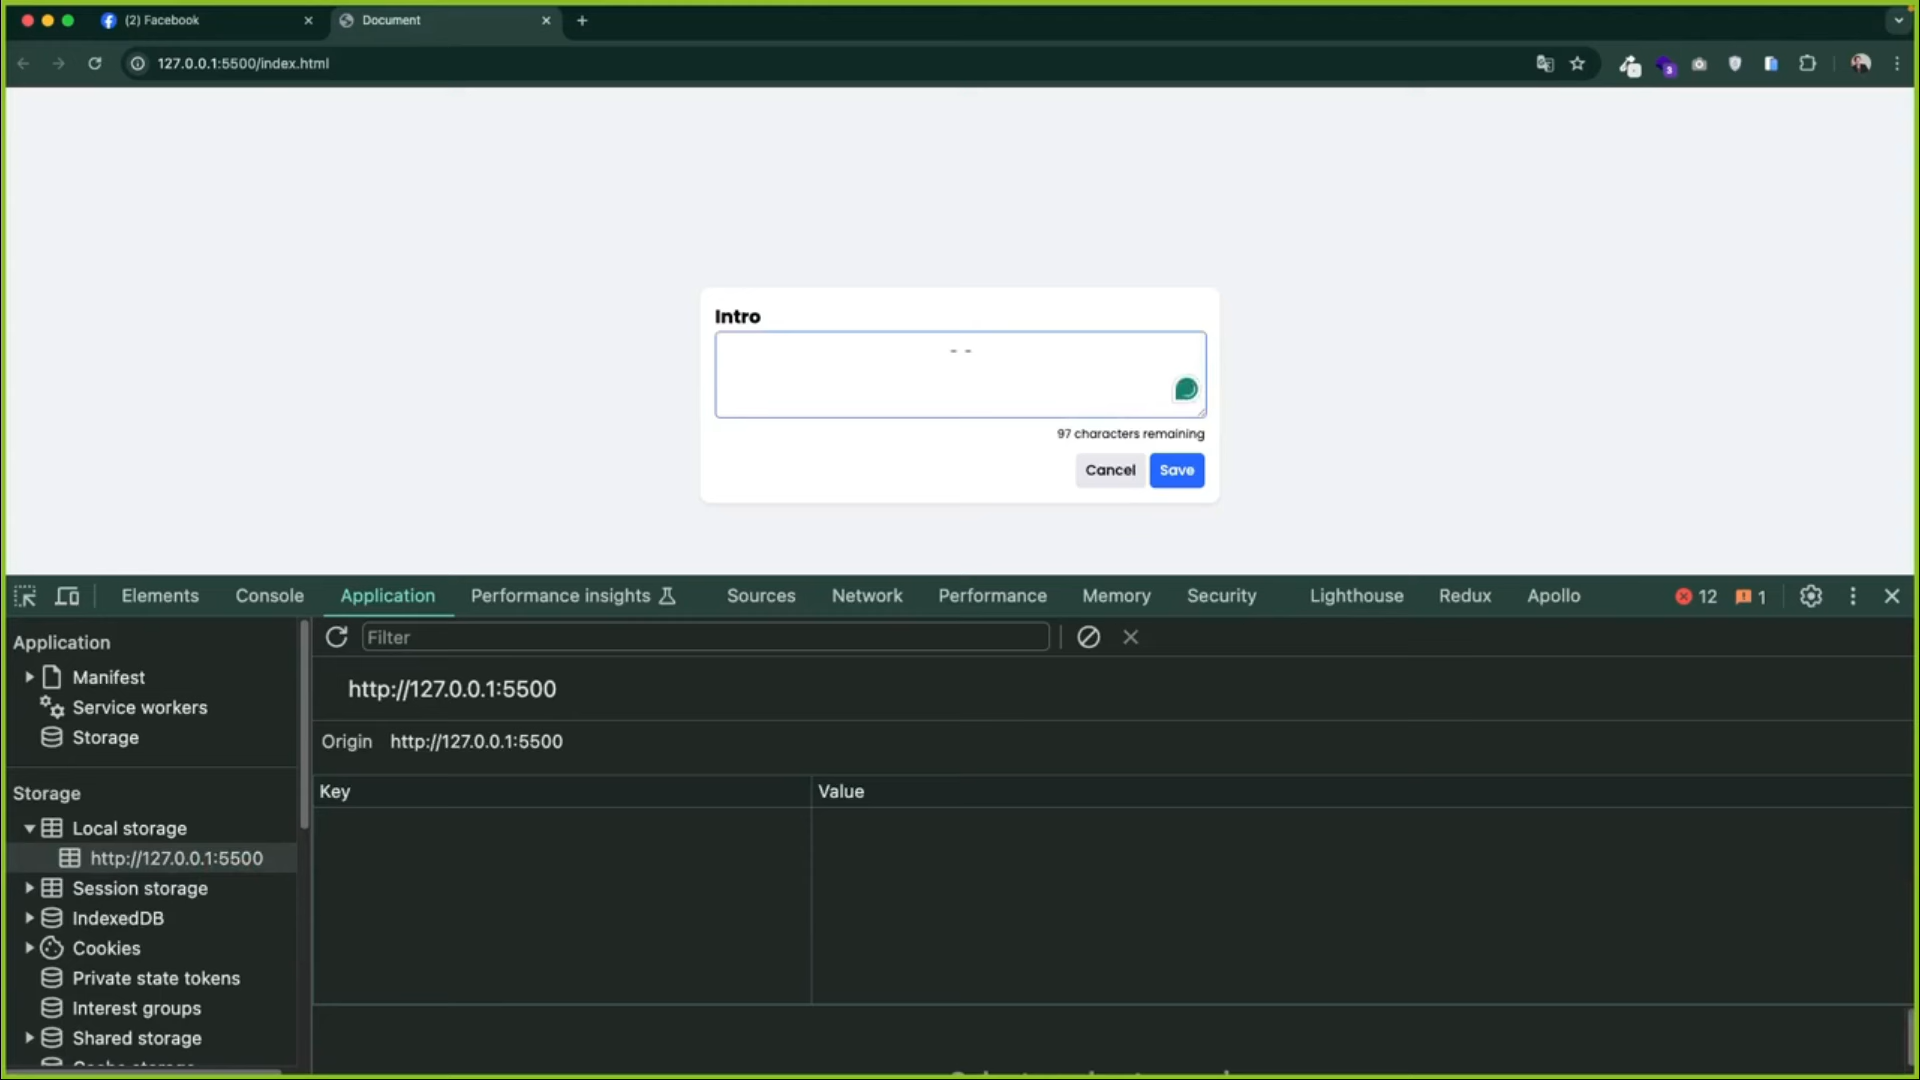 (2) Facebook
Document
127.0.0.1:5500/index.html
3
Intro
- -
97 characters remaining
Cancel
Save
Elements
Console
Application
Performance insights
Sources
Network
Performance
Memory
Security
Lighthouse
Redux
Apollo
12
1
Application
Manifest
Service workers
Storage
Storage
Local storage
http://127.0.0.1:5500
Session storage
IndexedDB
Cookies
Private state tokens
Interest groups
Shared storage
Filter
http://127.0.0.1:5500
Origin http://127.0.0.1:5500
Key
Value